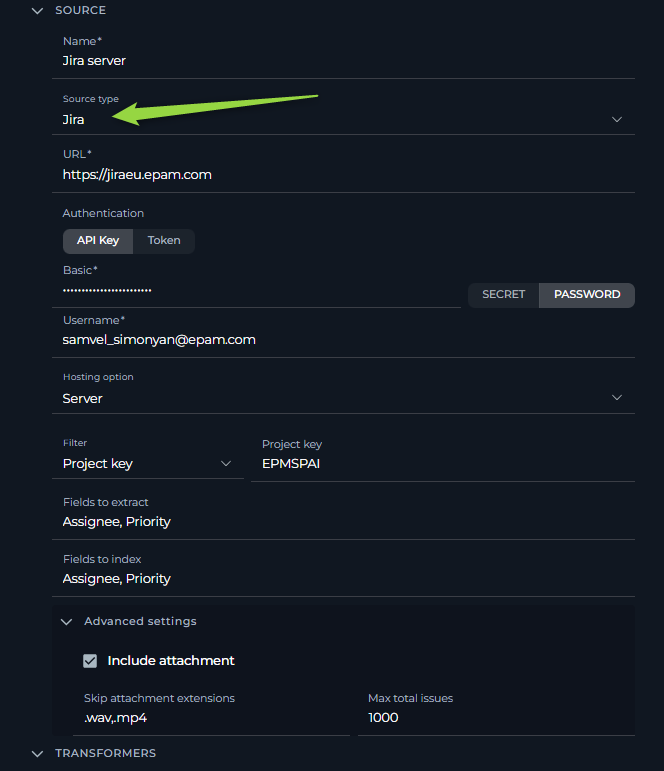 SOURCE
Name*
Jira server
Source type
Jira
URL*
https://jiraeu.epam.com
Authentication
API Key Token
Basic*
························
SECRET PASSWORD
Username*
samvel_simonyan@epam.com
Hosting option
Server
Filter Project key
Project key EPMSPAI
Fields to extract
Assignee, Priority
Fields to index
Assignee, Priority
Advanced settings
Include attachment
Skip attachment extensions Max total issues
.wav,.mp4 1000
TRANSFORMERS